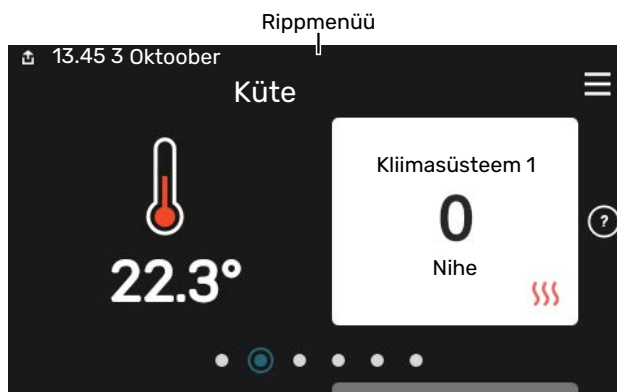 Rippmenüü
13.45 3 Oktoober
Küte
Kliimasüsteem 1
0
Nihe
?
22.3°